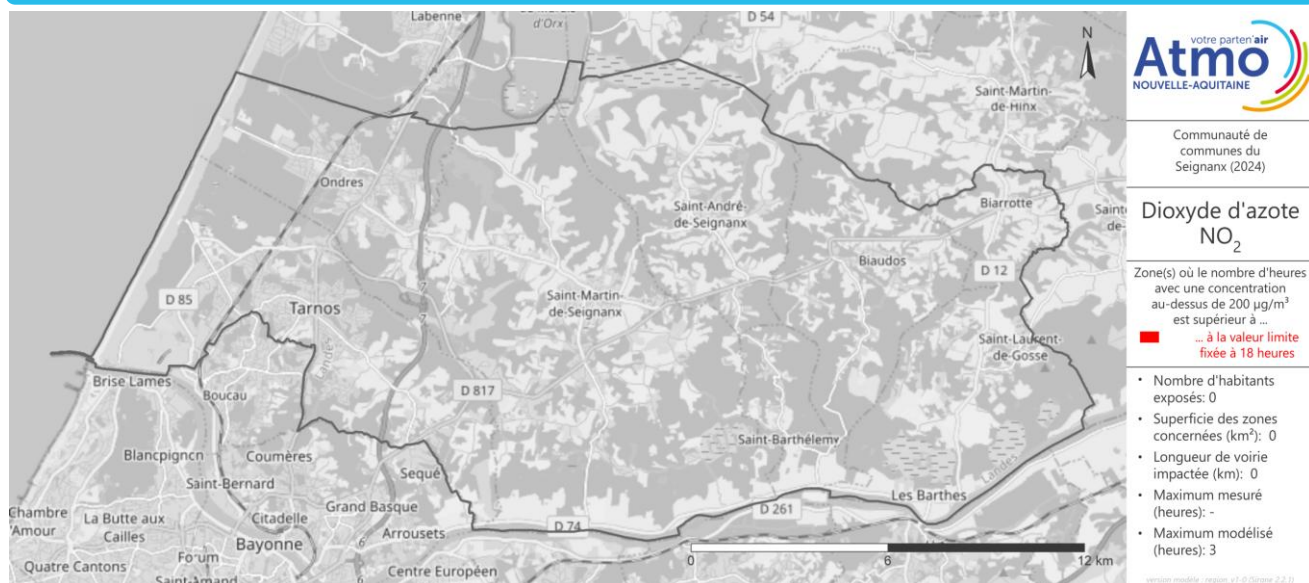 Labenne
d'Orx
D 54
N
Saint-Martin-
de-Hinx
Ondres
Saint-André-
de-Seignanx
Biarrotte
Biaudos
D 12
D 85
Tarnos
Saint-Martin-
de-Seignanx
Saint-Laurent-
de-Gosse
Brise Lames
Boucau
D 817
Blancpignon
Coumères
Saint-Barthélemy
Saint-Bernard
Sequé
Landes
Chambre
d'Amour
La Butte aux
Cailles
Citadelle
Grand Basque
Les Barthes
D 261
D 74
Arrousets
Bayonne
Quatre Cantons
Forum
Saint-Amand
Centre Européen
0 6 12 km
votre parten'air
Atmo
NOUVELLE-AQUITAINE
Communauté de
communes du
Seignanx (2024)
Dioxyde d'azote
NO2
Zone(s) où le nombre d'heures
avec une concentration
au-dessus de 200 µg/m³
est supérieur à ...
... à la valeur limite
fixée à 18 heures
• Nombre d'habitants
exposés: 0
• Superficie des zones
concernées (km²): 0
• Longueur de voirie
impactée (km): 0
• Maximum mesuré
(heures): -
• Maximum modélisé
(heures): 3